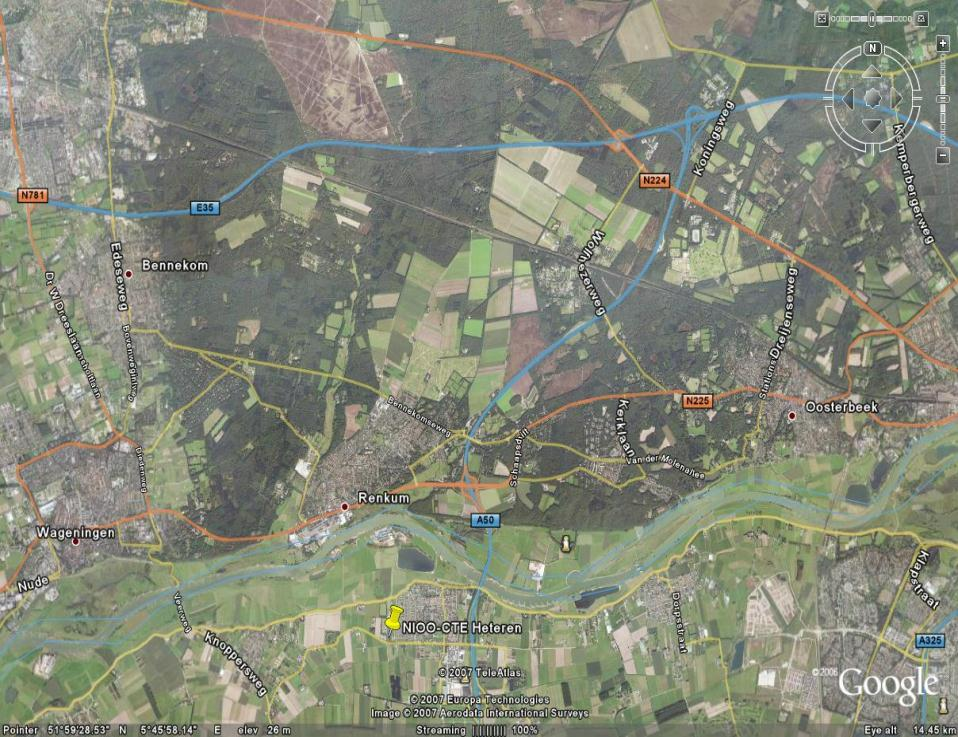 N
Koningsweg
Kemperbergerweg
N224
N781
E35
Wolfhezerweg
Edeseweg
Bennekom
Dr W Dreeslaan
Stations Dreijenseweg
N225
Bennekomseweg
Kerklaan
Oosterbeek
Schaapsdrift
Van der Molenallee
Diedenweg
Renkum
A50
Wageningen
Nude
Veerweg
Klapstraat
Dorpsstraat
NIOO-CTE Heteren
Knoppersweg
A325
© 2007 TeleAtlas
© 2006
Google
© 2007 Europa Technologies
Image © 2007 Aerodata International Surveys
Pointer 51°59'28.53" N 5°45'58.14" E elev 26 m Streaming 100% Eye alt 14.45 km